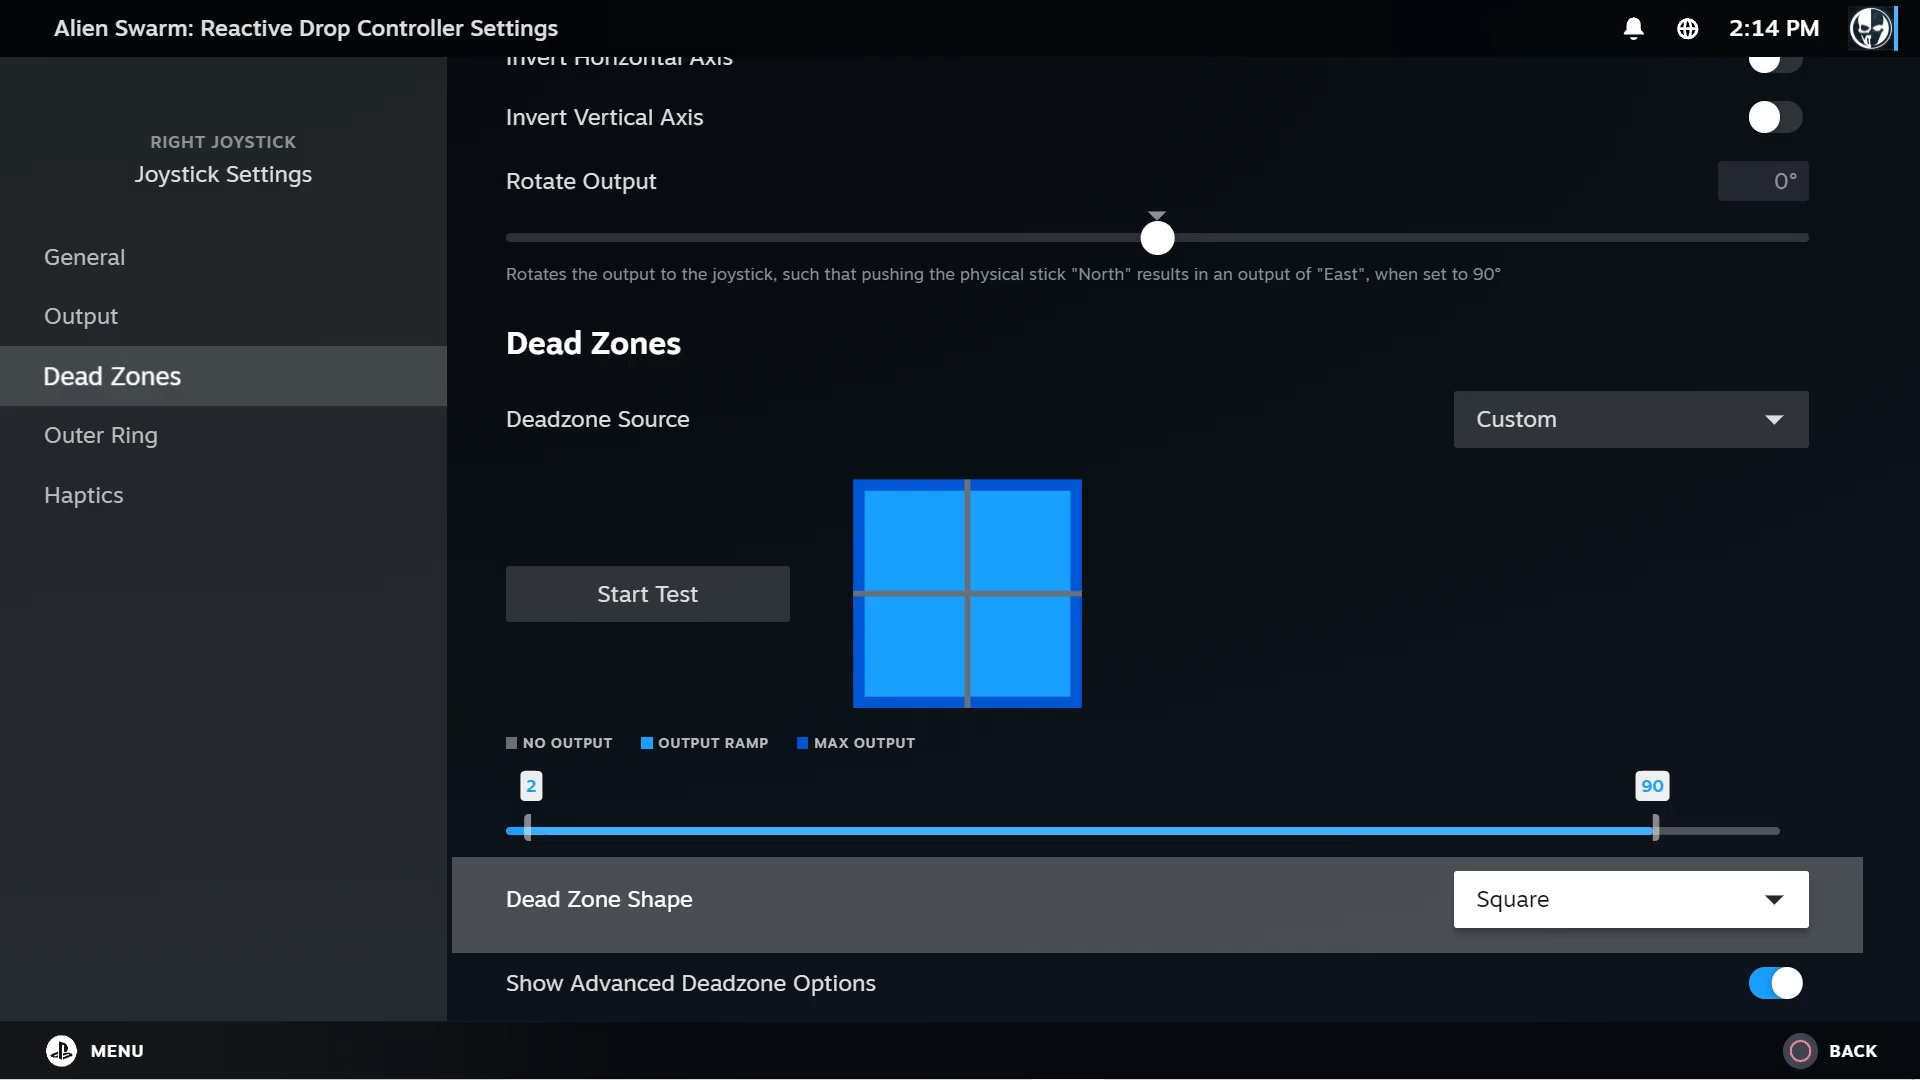 Alien Swarm: Reactive Drop Controller Settings
2:14 PM
RIGHT JOYSTICK
Joystick Settings
General
Output
Dead Zones
Outer Ring
Haptics
Invert Horizontal Axis
Invert Vertical Axis
Rotate Output
0°
Rotates the output to the joystick, such that pushing the physical stick "North" results in an output of "East", when set to 90°
Dead Zones
Deadzone Source
Custom
Start Test
NO OUTPUT
OUTPUT RAMP
MAX OUTPUT
2
90
Dead Zone Shape
Square
Show Advanced Deadzone Options
MENU
BACK